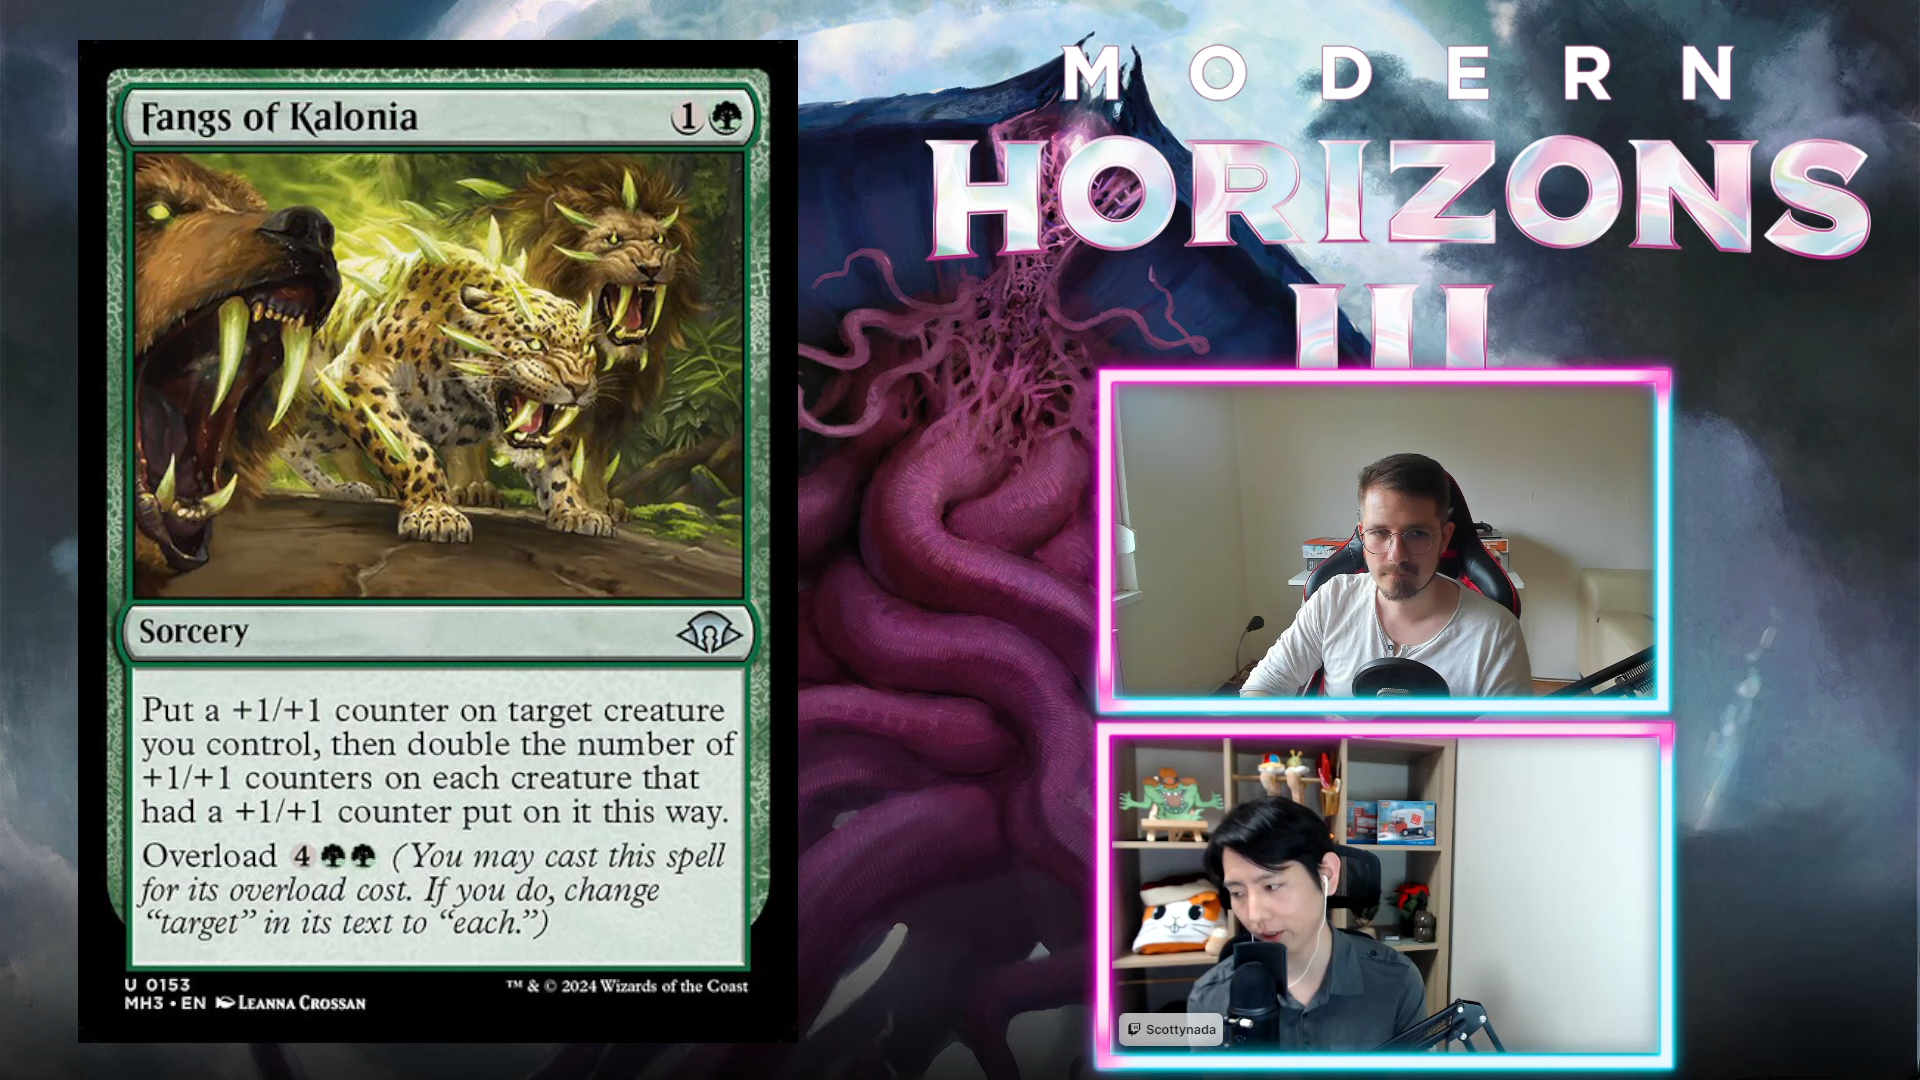 Fangs of Kalonia 1
Sorcery
Put a +1/+1 counter on target creature
you control, then double the number of
+1/+1 counters on each creature that
had a +1/+1 counter put on it this way.
Overload 4 (You may cast this spell
for its overload cost. If you do, change
“target” in its text to “each.”)
U 0153
MH3 • EN LEANNA CROSSAN
™ & © 2024 Wizards of the Coast
MODERN
HORIZONS
III
Scottynada